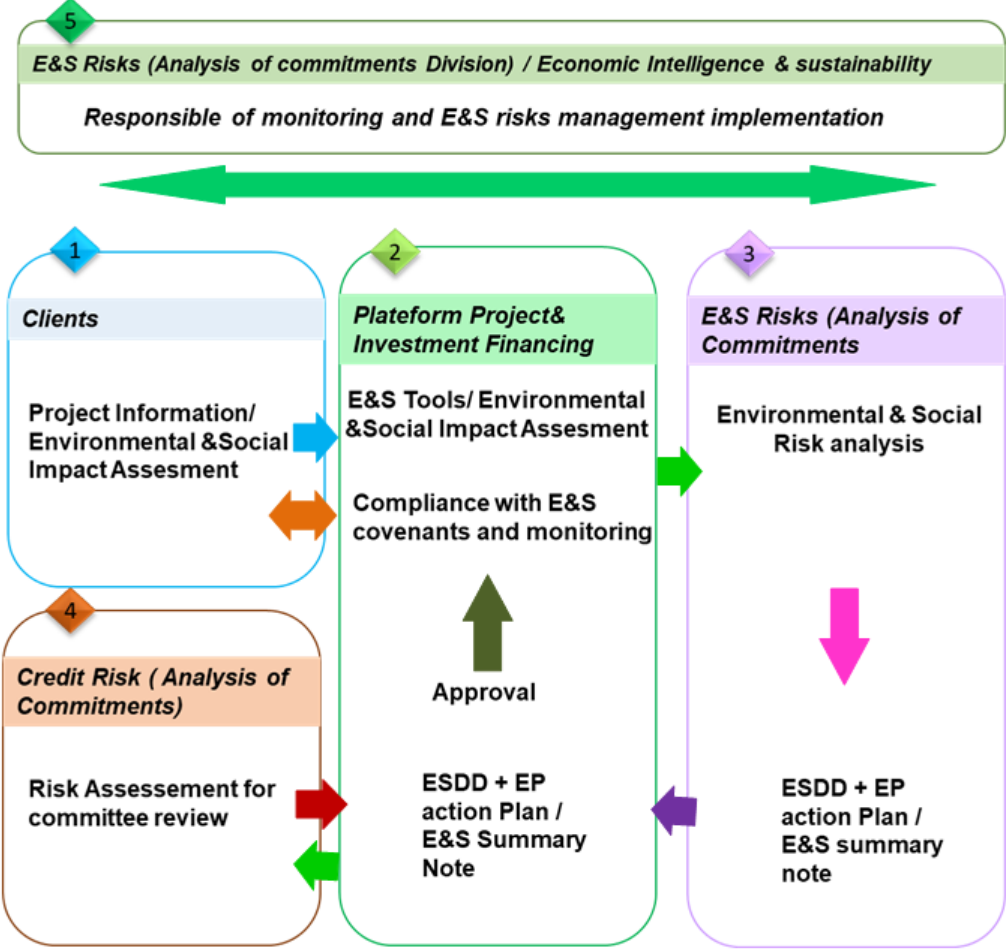 5
E&S Risks (Analysis of commitments Division) / Economic Intelligence & sustainability
Responsible of monitoring and E&S risks management implementation
1
Clients
Project Information/
Environmental &Social
Impact Assesment
2
Plateform Project&
Investment Financing
E&S Tools/ Environmental
&Social Impact Assesment
Compliance with E&S
covenants and monitoring
Approval
ESDD + EP
action Plan /
E&S Summary
Note
3
E&S Risks (Analysis of
Commitments
Environmental & Social
Risk analysis
ESDD + EP
action Plan /
E&S summary
note
4
Credit Risk ( Analysis of
Commitments)
Risk Assessement for
committee review